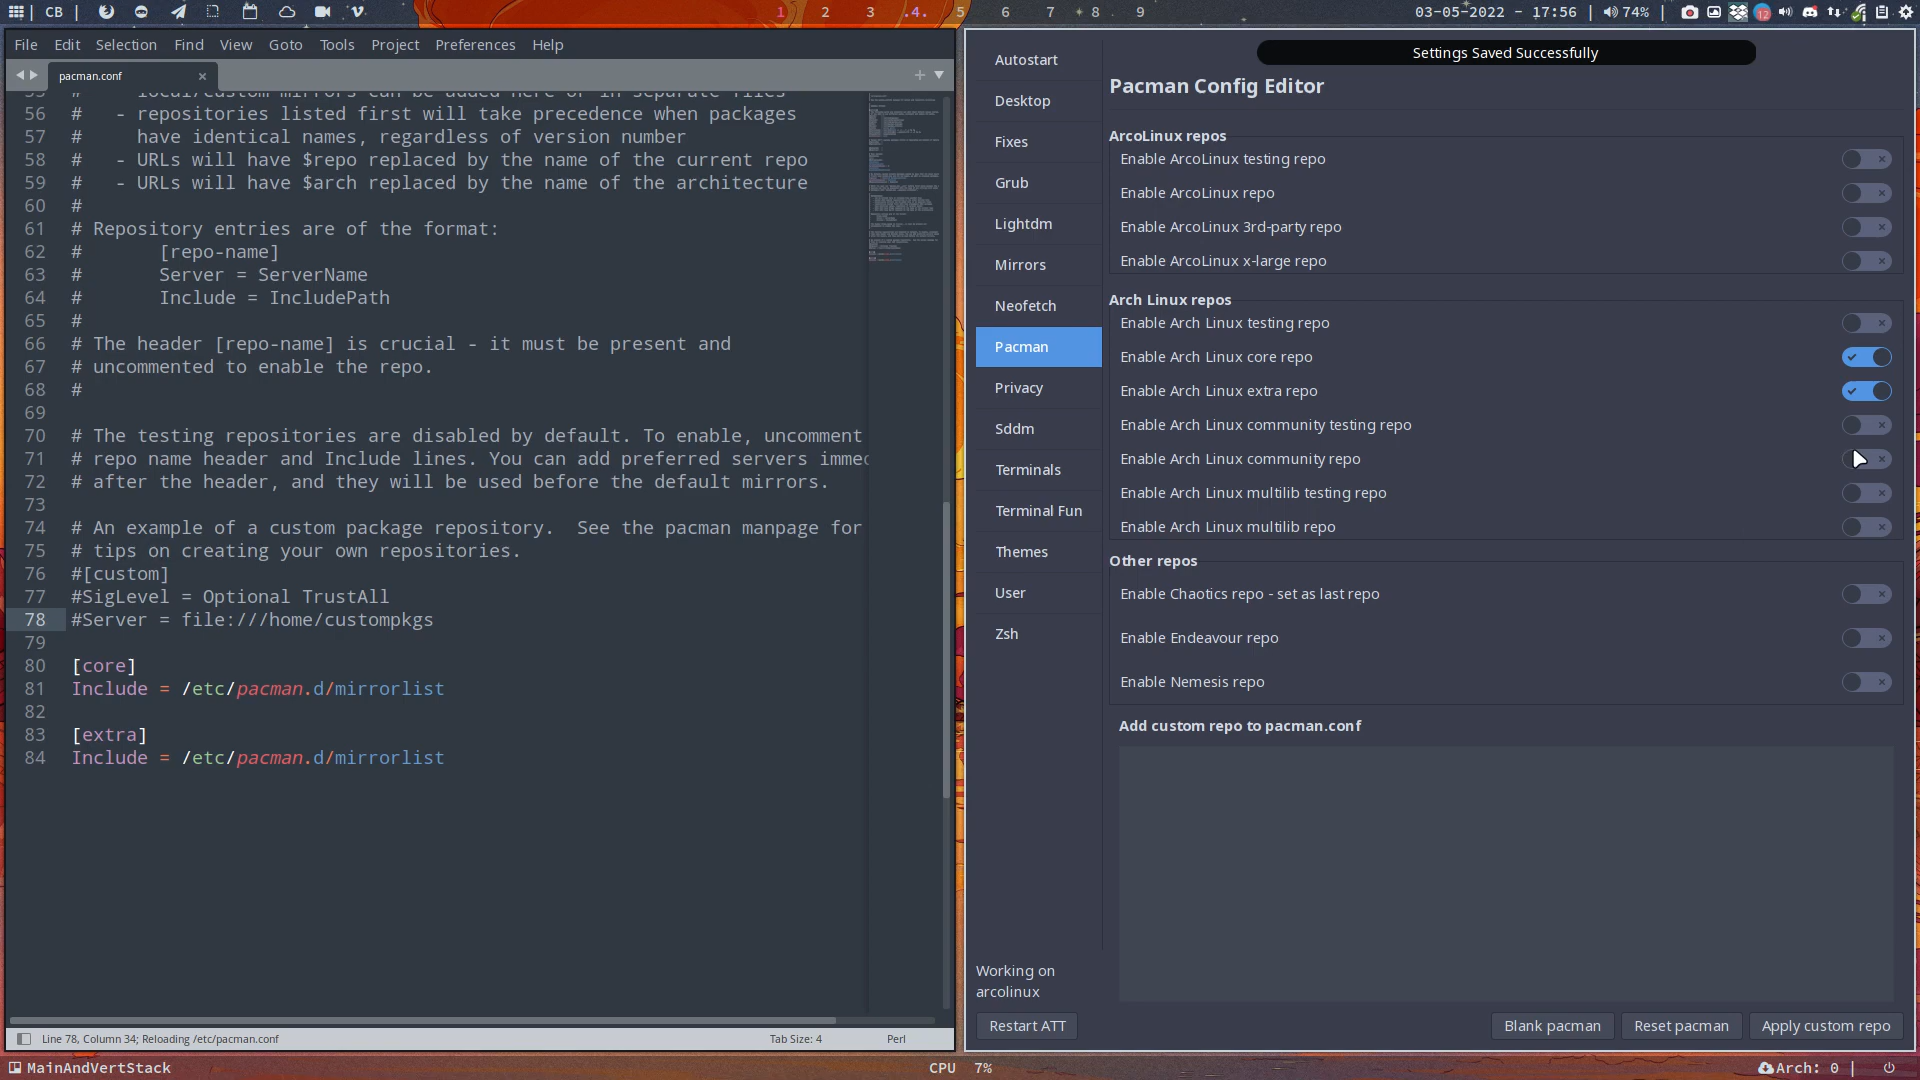 CB
1 2 3 .4. 5 6 7 8 9
03-05-2022 - 17:56 | 74% |
12
File Edit Selection Find View Goto Tools Project Preferences Help
pacman.conf
55 # local/custom mirrors can be added here or in separate files
56 #   - repositories listed first will take precedence when packages
57 #     have identical names, regardless of version number
58 #   - URLs will have $repo replaced by the name of the current repo
59 #   - URLs will have $arch replaced by the name of the architecture
60 #
61 # Repository entries are of the format:
62 #       [repo-name]
63 #       Server = ServerName
64 #       Include = IncludePath
65 #
66 # The header [repo-name] is crucial - it must be present and
67 # uncommented to enable the repo.
68 #
69
70 # The testing repositories are disabled by default. To enable, uncomment
71 # repo name header and Include lines. You can add preferred servers immed
72 # after the header, and they will be used before the default mirrors.
73
74 # An example of a custom package repository.  See the pacman manpage for
75 # tips on creating your own repositories.
76 #[custom]
77 #SigLevel = Optional TrustAll
78 #Server = file:///home/custompkgs
79
80 [core]
81 Include = /etc/pacman.d/mirrorlist
82
83 [extra]
84 Include = /etc/pacman.d/mirrorlist
Line 78, Column 34; Reloading /etc/pacman.conf
Tab Size: 4
Perl
Autostart
Desktop
Fixes
Grub
Lightdm
Mirrors
Neofetch
Pacman
Privacy
Sddm
Terminals
Terminal Fun
Themes
User
Zsh
Working on
arcolinux
Restart ATT
Settings Saved Successfully
Pacman Config Editor
ArcoLinux repos
Enable ArcoLinux testing repo
Enable ArcoLinux repo
Enable ArcoLinux 3rd-party repo
Enable ArcoLinux x-large repo
Arch Linux repos
Enable Arch Linux testing repo
Enable Arch Linux core repo
Enable Arch Linux extra repo
Enable Arch Linux community testing repo
Enable Arch Linux community repo
Enable Arch Linux multilib testing repo
Enable Arch Linux multilib repo
Other repos
Enable Chaotics repo - set as last repo
Enable Endeavour repo
Enable Nemesis repo
Add custom repo to pacman.conf
Blank pacman
Reset pacman
Apply custom repo
MainAndVertStack
CPU 7%
Arch: 0 |